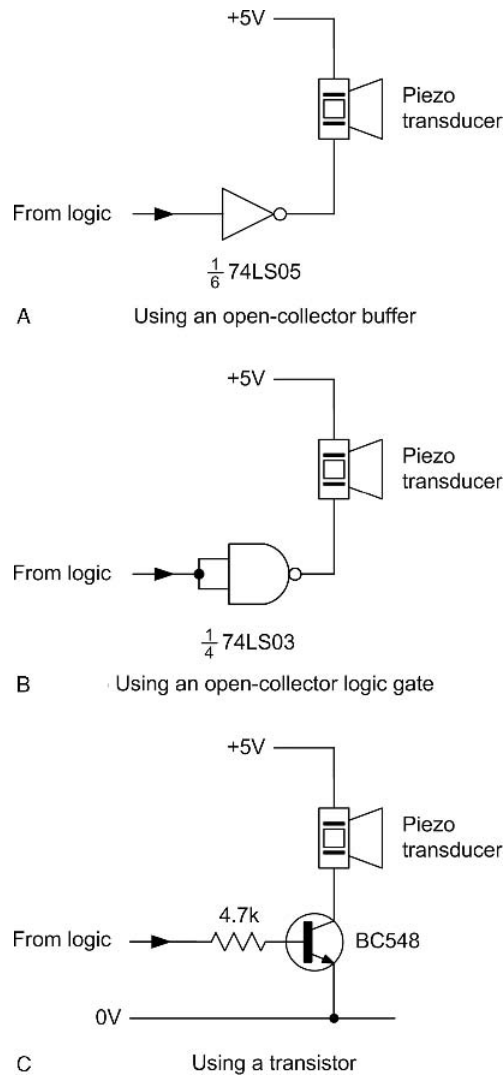 +5V
Piezo
transducer
From logic
1/6 74LS05
A Using an open-collector buffer
+5V
Piezo
transducer
From logic
1/4 74LS03
B Using an open-collector logic gate
+5V
Piezo
transducer
4.7k
From logic
BC548
0V
C Using a transistor